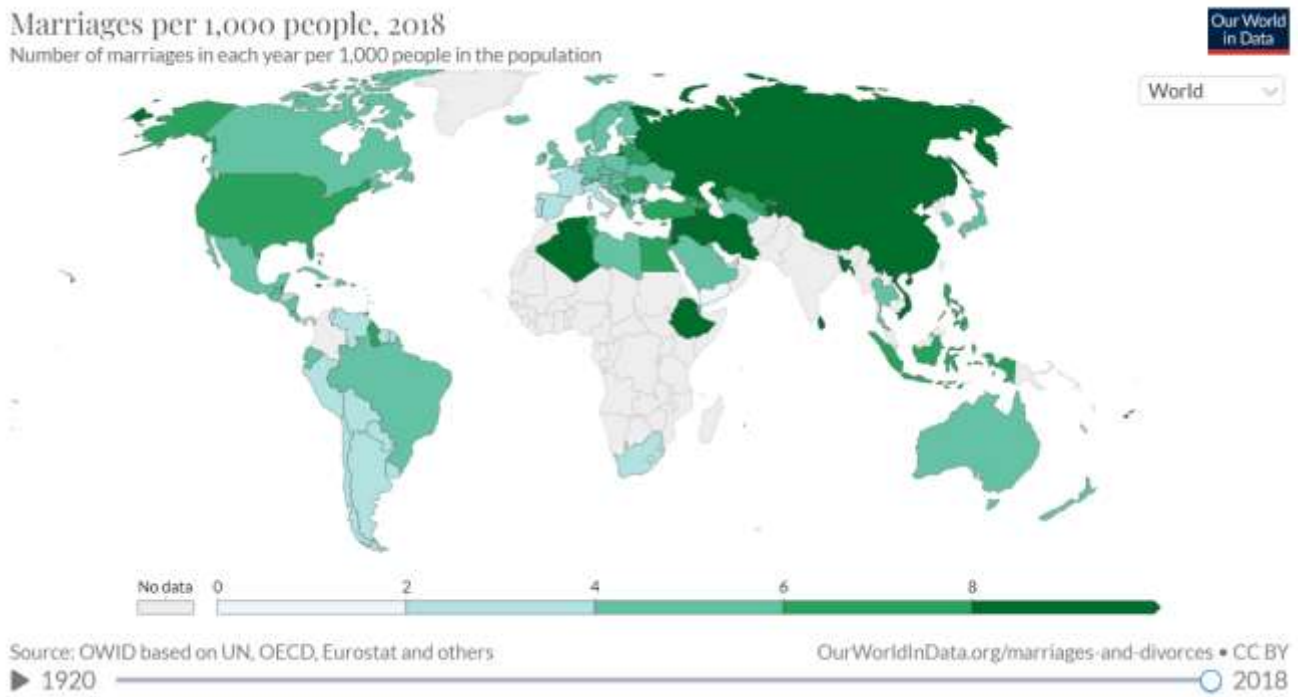 Marriages per 1,000 people, 2018
Number of marriages in each year per 1,000 people in the population
Our World
in Data
World
No data 0 2 4 6 8
Source: OWID based on UN, OECD, Eurostat and others
OurWorldInData.org/marriages-and-divorces • CC BY
1920 2018